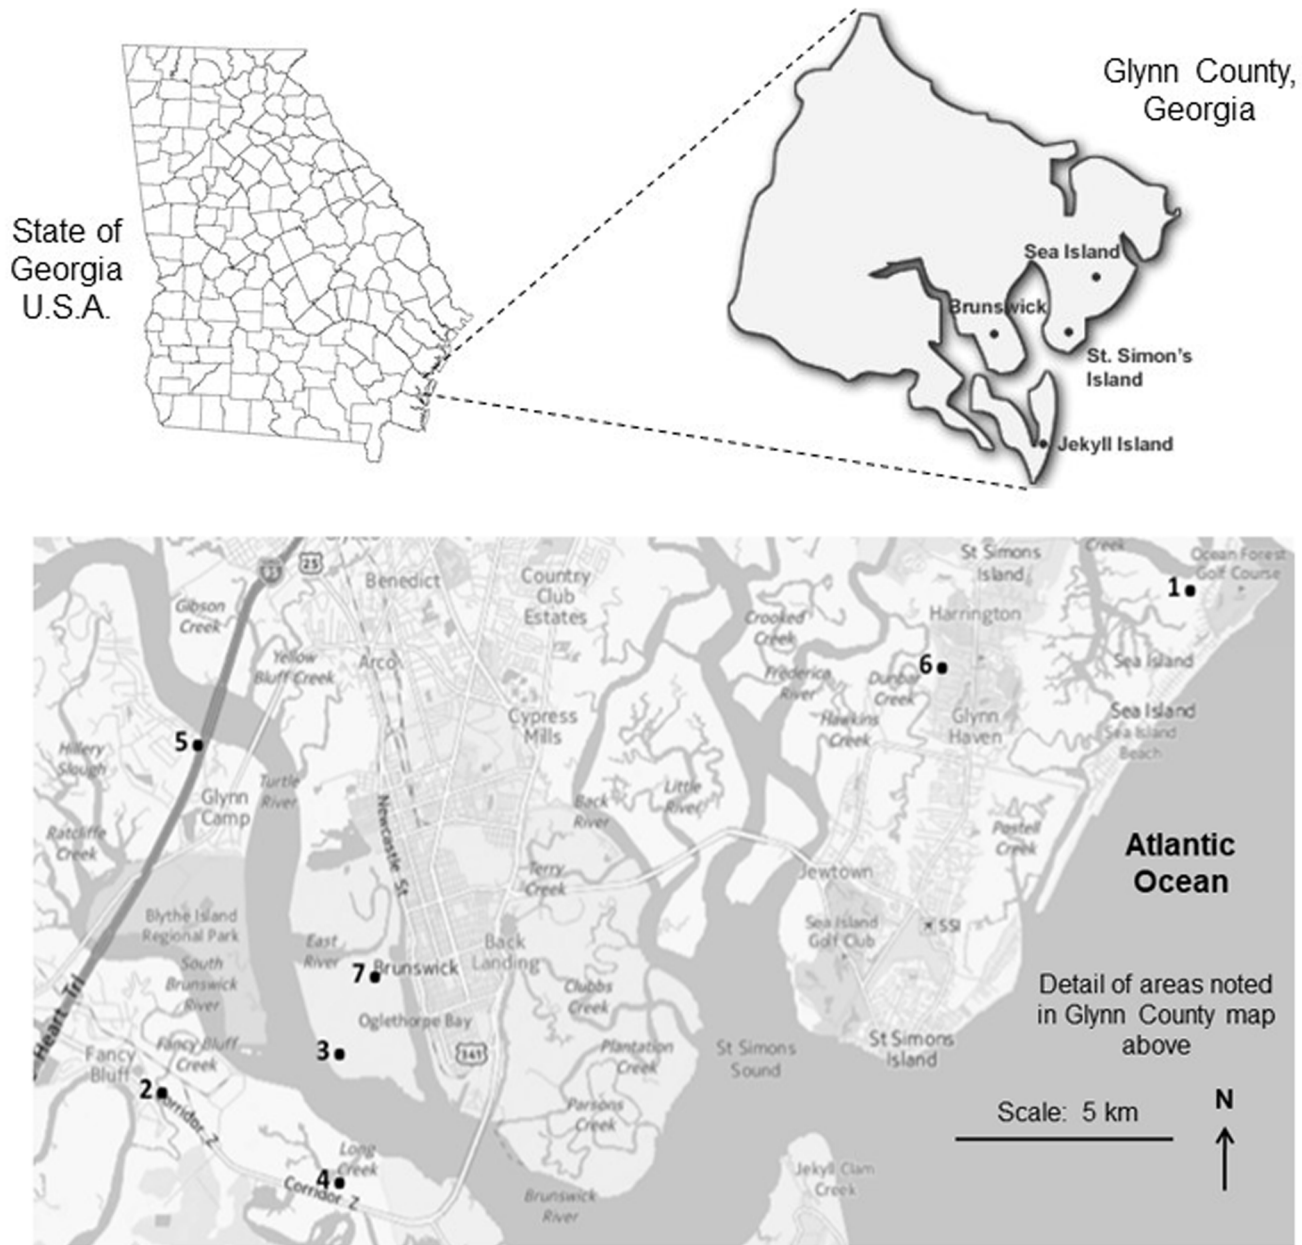 Glynn County,
Georgia
State of
Georgia
U.S.A.
Sea Island
Brunswick
St. Simon's
Island
Jekyll Island
25
Benedict
Country
Club
Estates
St Simons
Island
Creek
Ocean Forest
Golf Course
1
Gibson
Creek
Crooked
Creek
Harrington
Yellow
Bluff Creek
Arco
Frederica
River
6
Dunbar
Creek
Sea Island
Cypress
Mills
Hawkins
Creek
Glynn
Haven
Sea Island
Sea Island
Beach
5
Hillery
Slough
Turtle
River
Glynn
Camp
Newcastle St
Back
River
Little
River
Ratcliffe
Creek
Postell
Creek
Atlantic
Ocean
Terry
Creek
Jewtown
Blythe Island
Regional Park
Sea Island
Golf Club
SSI
East
River
Back
Landing
7
Brunswick
South
Brunswick
River
Clubbs
Creek
Detail of areas noted
in Glynn County map
above
Oglethorpe Bay
Heart Tri
Fancy
Bluff
Fancy Bluff
Creek
3
341
Plantation
Creek
St Simons
Sound
St Simons
Island
2
Corridor Z
Parsons
Creek
Scale: 5 km
N
Long
Creek
4
Corridor Z
Brunswick
River
Jekyll Clam
Creek